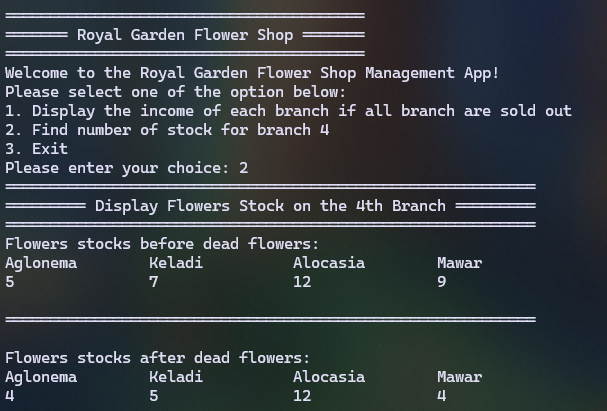 ========================================
======= Royal Garden Flower Shop =======
========================================
Welcome to the Royal Garden Flower Shop Management App!
Please select one of the option below:
1. Display the income of each branch if all branch are sold out
2. Find number of stock for branch 4
3. Exit
Please enter your choice: 2
===========================================================
========= Display Flowers Stock on the 4th Branch =========
===========================================================
Flowers stocks before dead flowers:
Aglonema        Keladi          Alocasia        Mawar
5               7               12              9
===========================================================
Flowers stocks after dead flowers:
Aglonema        Keladi          Alocasia        Mawar
4               5               12              4